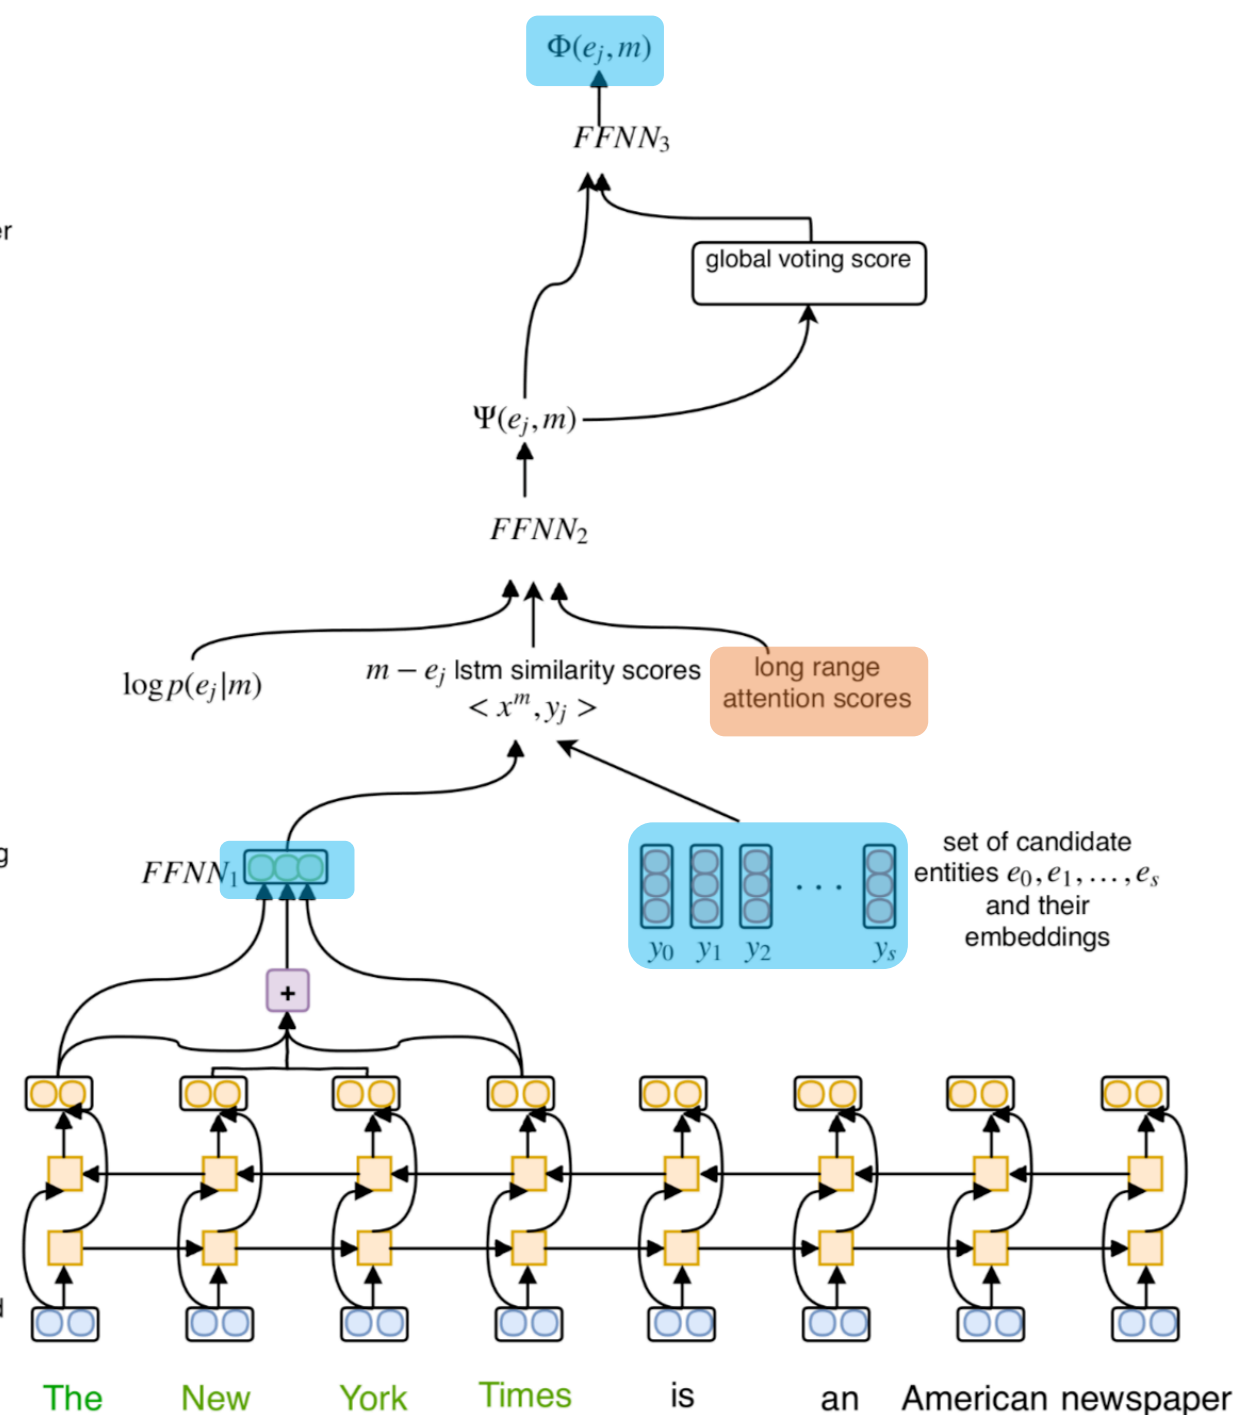 Φ(e_j, m)
FFNN_3
er
global voting score
Ψ(e_j, m)
FFNN_2
log p(e_j|m)
m − e_j lstm similarity scores
< x^m, y_j >
long range
attention scores
g
FFNN_1
y_0 y_1 y_2 ... y_s
set of candidate
entities e_0, e_1, ..., e_s
and their
embeddings
+
d
The New York Times is an American newspaper